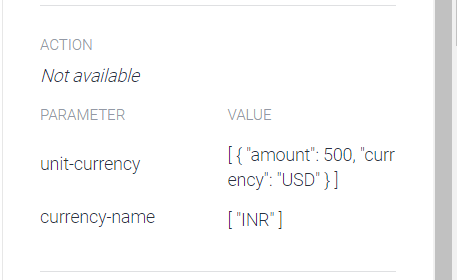 ACTION
Not available
PARAMETER VALUE
unit-currency [ { "amount": 500, "curr
ency": "USD" } ]
currency-name [ "INR" ]